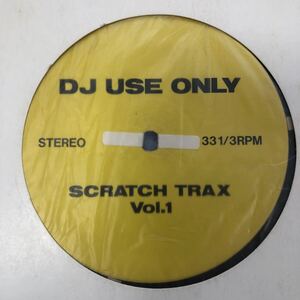 DJ USE ONLY
STEREO 331/3RPM
SCRATCH TRAX
Vol.1